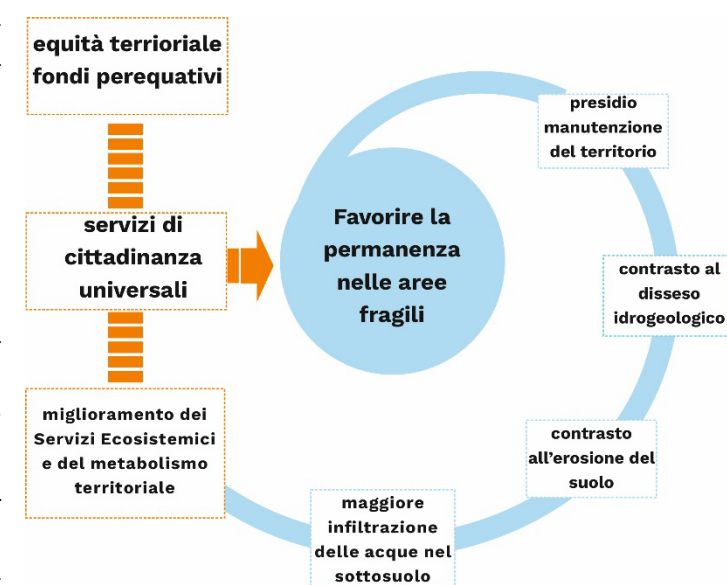 equità terrioriale
fondi perequativi
servizi di
cittadinanza
universali
miglioramento dei
Servizi Ecosistemici
e del metabolismo
territoriale
Favorire la
permanenza
nelle aree
fragili
presidio
manutenzione
del territorio
contrasto al
disseso
idrogeologico
contrasto
all'erosione del
suolo
maggiore
infiltrazione
delle acque nel
sottosuolo